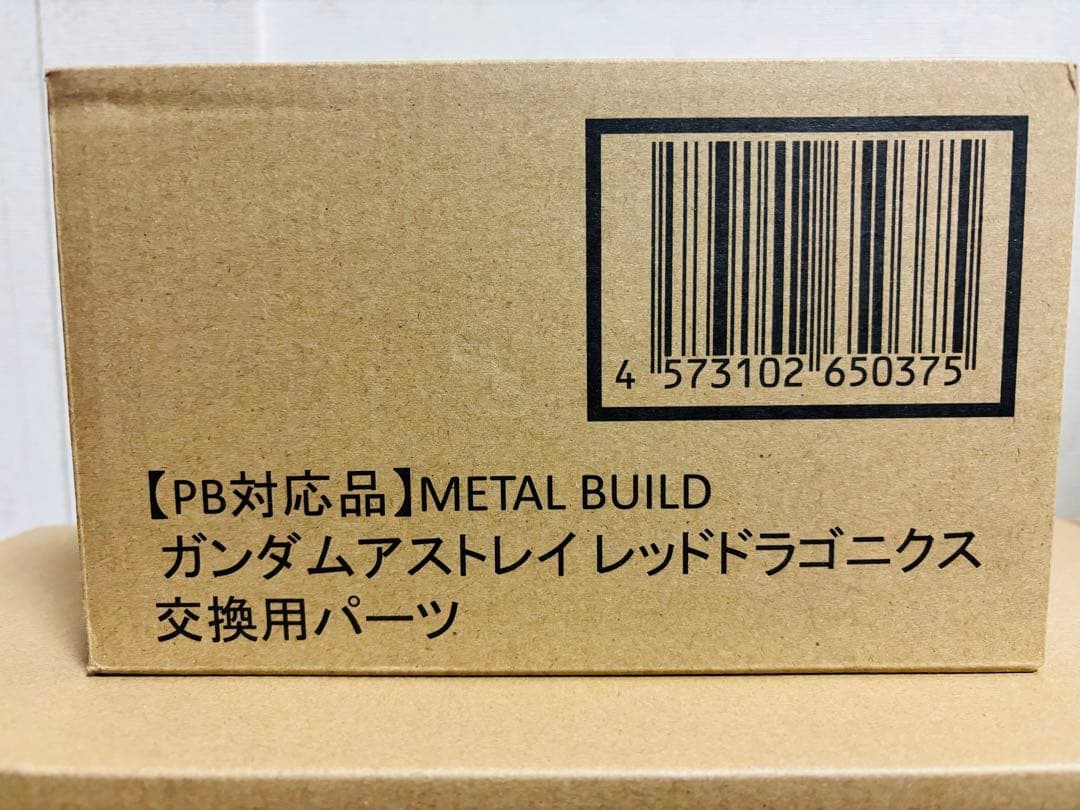 4 573102 650375
【PB対応品】METAL BUILD
ガンダムアストレイ レッドドラゴニクス
交換用パーツ